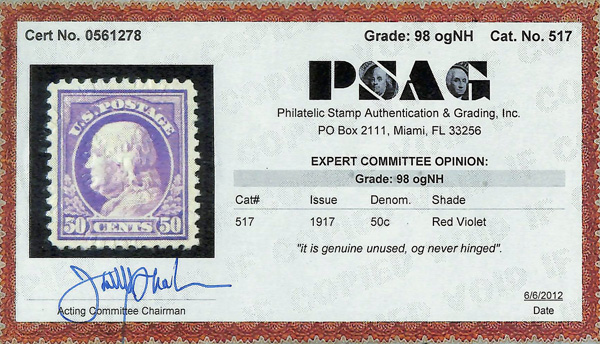 Cert No. 0561278 Grade: 98 ogNH Cat. No. 517
PSAG
Philatelic Stamp Authentication & Grading, Inc.
PO Box 2111, Miami, FL 33256
U.S. POSTAGE
50 CENTS 50
EXPERT COMMITTEE OPINION:
Grade: 98 ogNH
Cat# Issue Denom. Shade
517 1917 50c Red Violet
"it is genuine unused, og never hinged".
Acting Committee Chairman
6/6/2012
Date